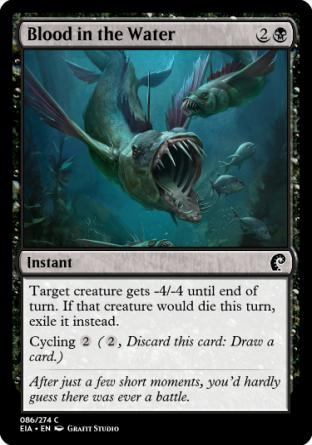 Blood in the Water 2
Instant
Target creature gets -4/-4 until end of
turn. If that creature would die this turn,
exile it instead.
Cycling 2 ( 2, Discard this card: Draw a
card.)
After just a few short moments, you'd hardly
guess there was ever a battle.
086/274 C
EIA • EN Grafit Studio